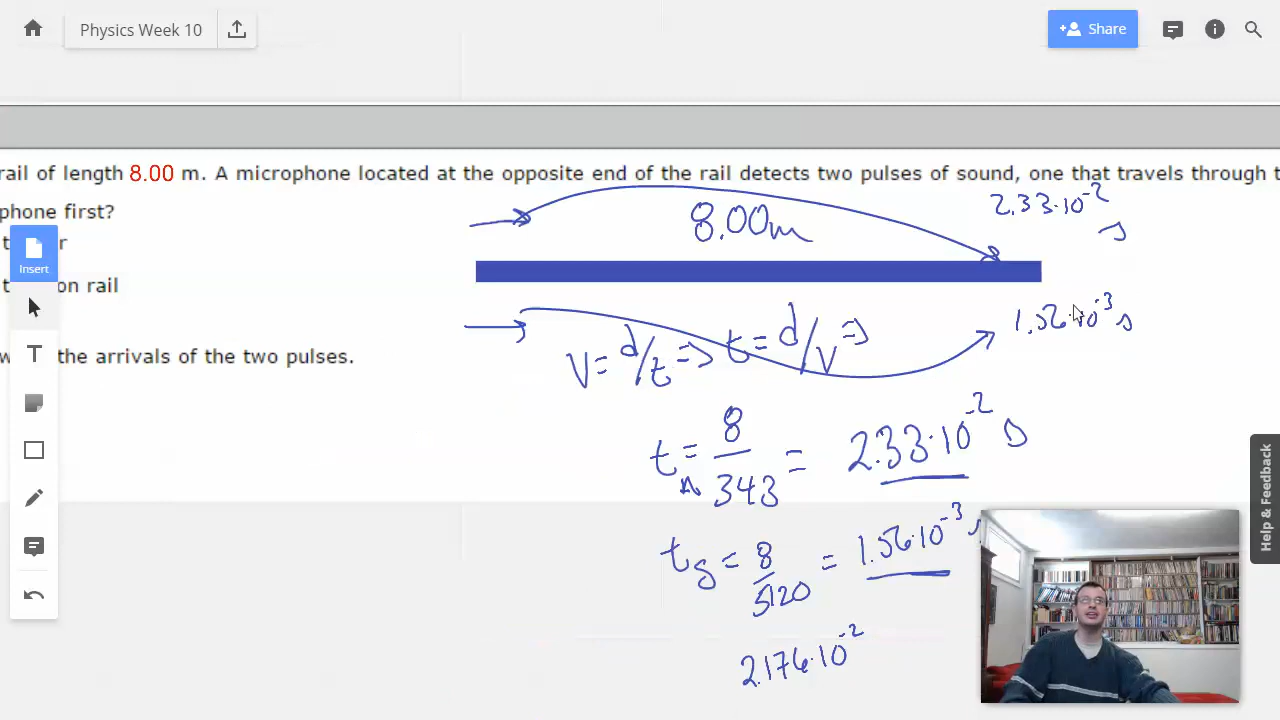 Physics Week 10
Share
rail of length 8.00 m. A microphone located at the opposite end of the rail detects two pulses of sound, one that travels through t
phone first?
t r
Insert
t on rail
w the arrivals of the two pulses.
8.00m
2.33·10^-2 s
1.56·10^-3 s
V = d/t => t = d/V =>
t_A = 8/343 = 2.33·10^-2 s
t_s = 8/5120 = 1.56·10^-3 s
2.176·10^-2
Help & Feedback